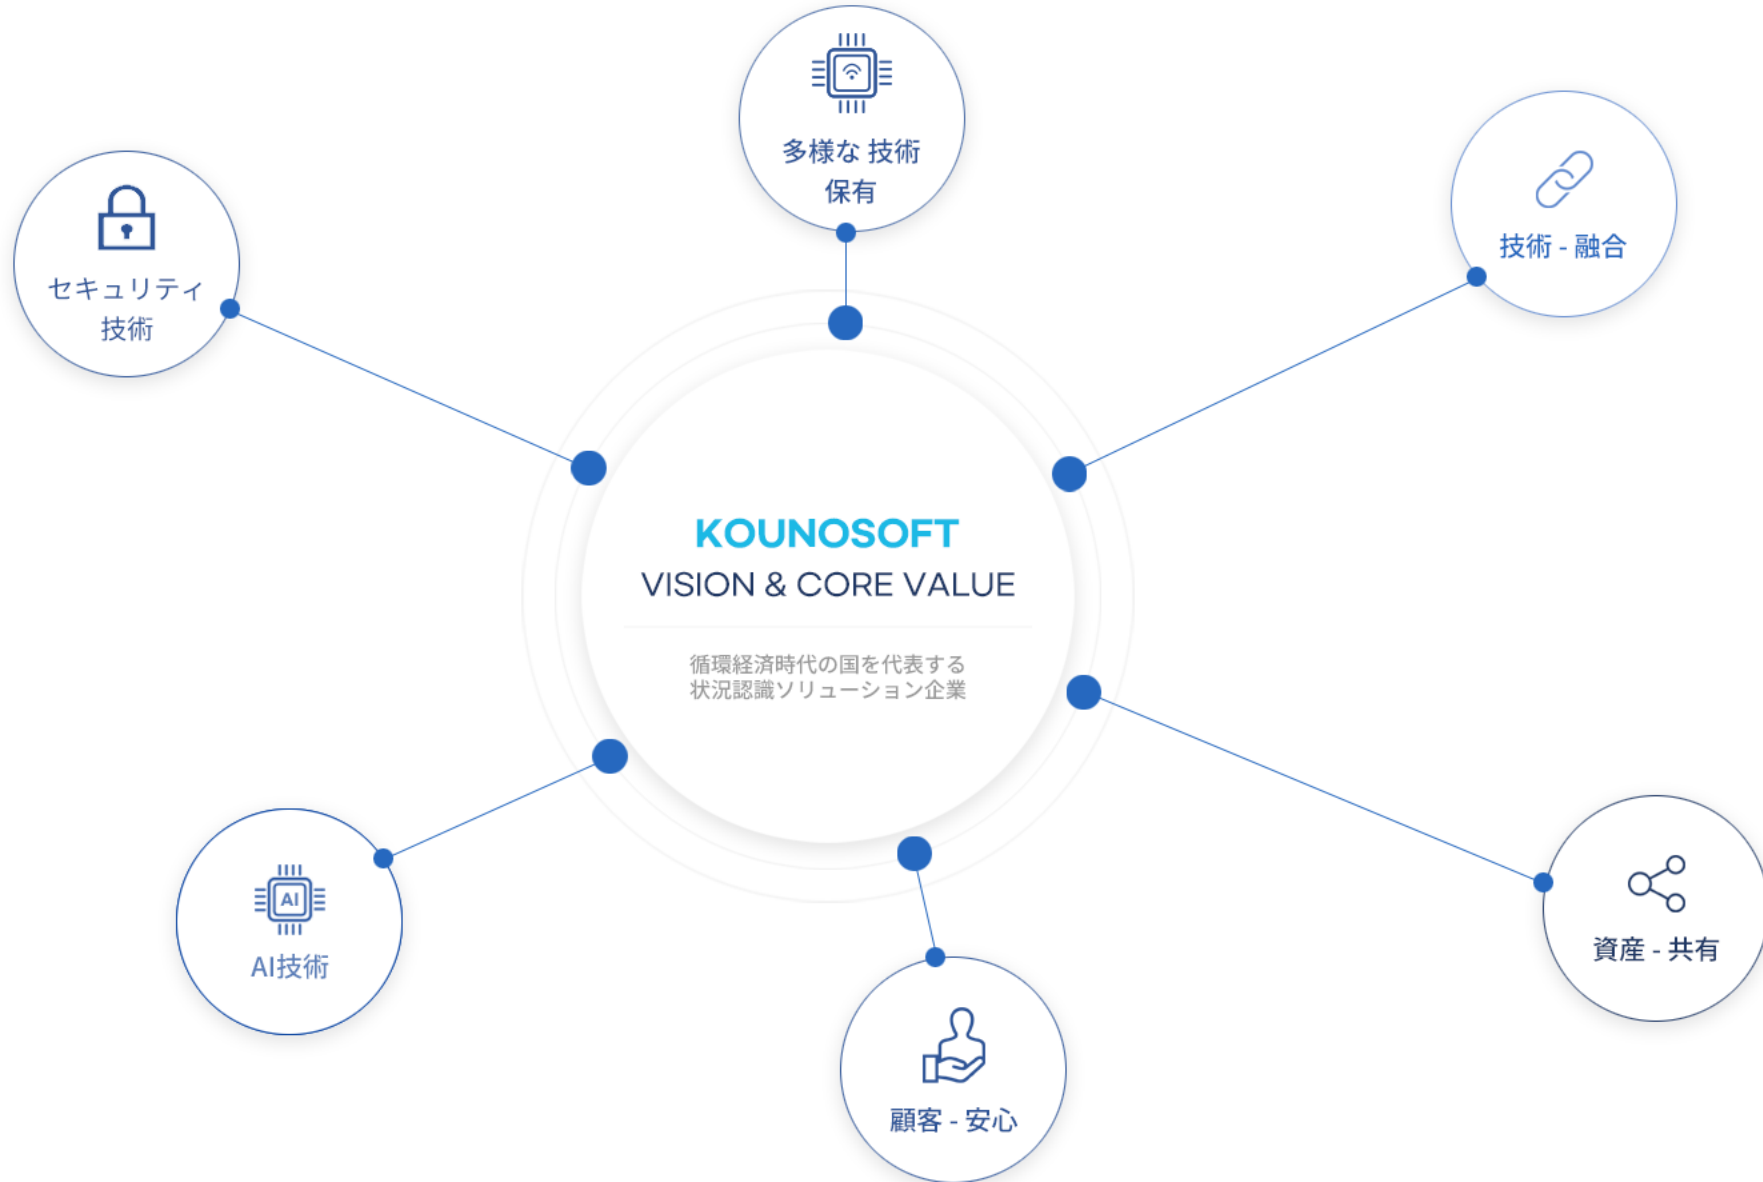 多様な 技術
保有
技術 - 融合
セキュリティ
技術
KOUNOSOFT
VISION & CORE VALUE
循環経済時代の国を代表する
状況認識ソリューション企業
AI
AI技術
資産 - 共有
顧客 - 安心